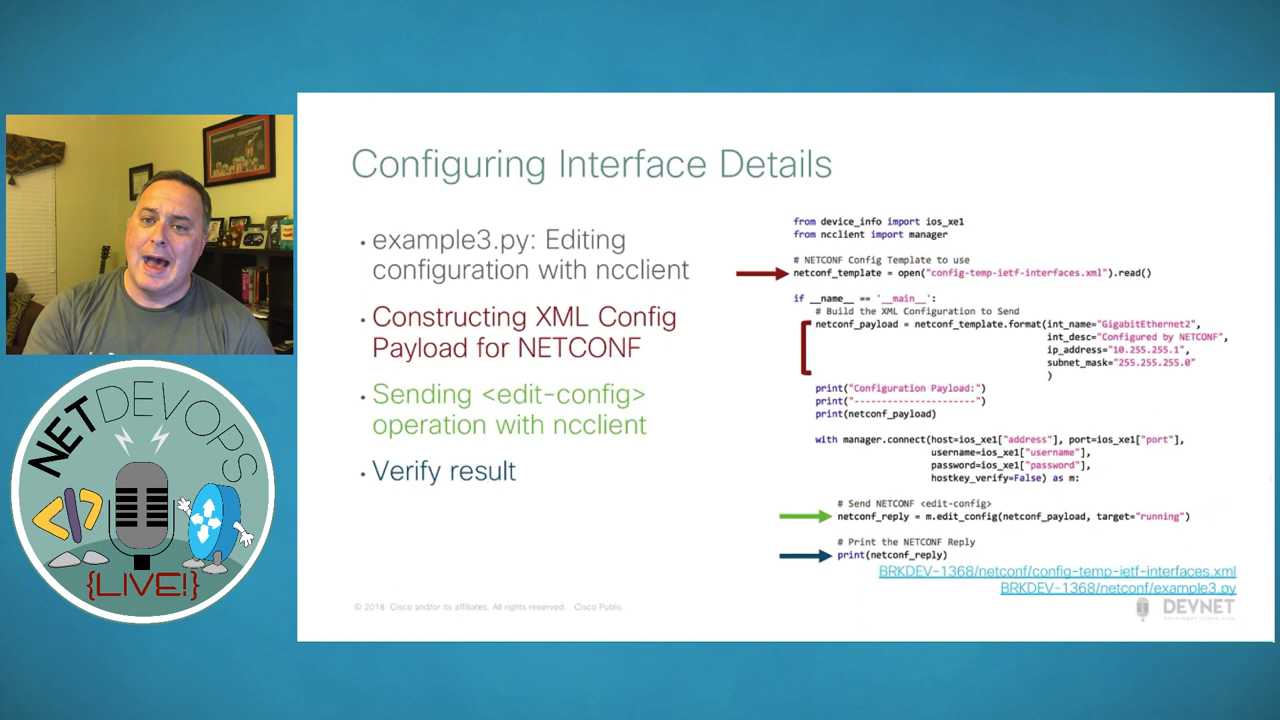 Configuring Interface Details
• example3.py: Editing
configuration with ncclient
• Constructing XML Config
Payload for NETCONF
• Sending <edit-config>
operation with ncclient
• Verify result
from device_info import ios_xe1
from ncclient import manager
# NETCONF Config Template to use
netconf_template = open("config-temp-ietf-interfaces.xml").read()
if __name__ == '__main__':
# Build the XML Configuration to Send
netconf_payload = netconf_template.format(int_name="GigabitEthernet2",
int_desc="Configured by NETCONF",
ip_address="10.255.255.1",
subnet_mask="255.255.255.0"
)
print("Configuration Payload:")
print("----------------------")
print(netconf_payload)
with manager.connect(host=ios_xe1["address"], port=ios_xe1["port"],
username=ios_xe1["username"],
password=ios_xe1["password"],
hostkey_verify=False) as m:
# Send NETCONF <edit-config>
netconf_reply = m.edit_config(netconf_payload, target="running")
# Print the NETCONF Reply
print(netconf_reply)
BRKDEV-1368/netconf/config-temp-ietf-interfaces.xml
BRKDEV-1368/netconf/example3.py
© 2018 Cisco and/or its affiliates. All rights reserved. Cisco Public
DEVNET
developer.cisco.com
NETDEVOPS
</>
{LIVE!}